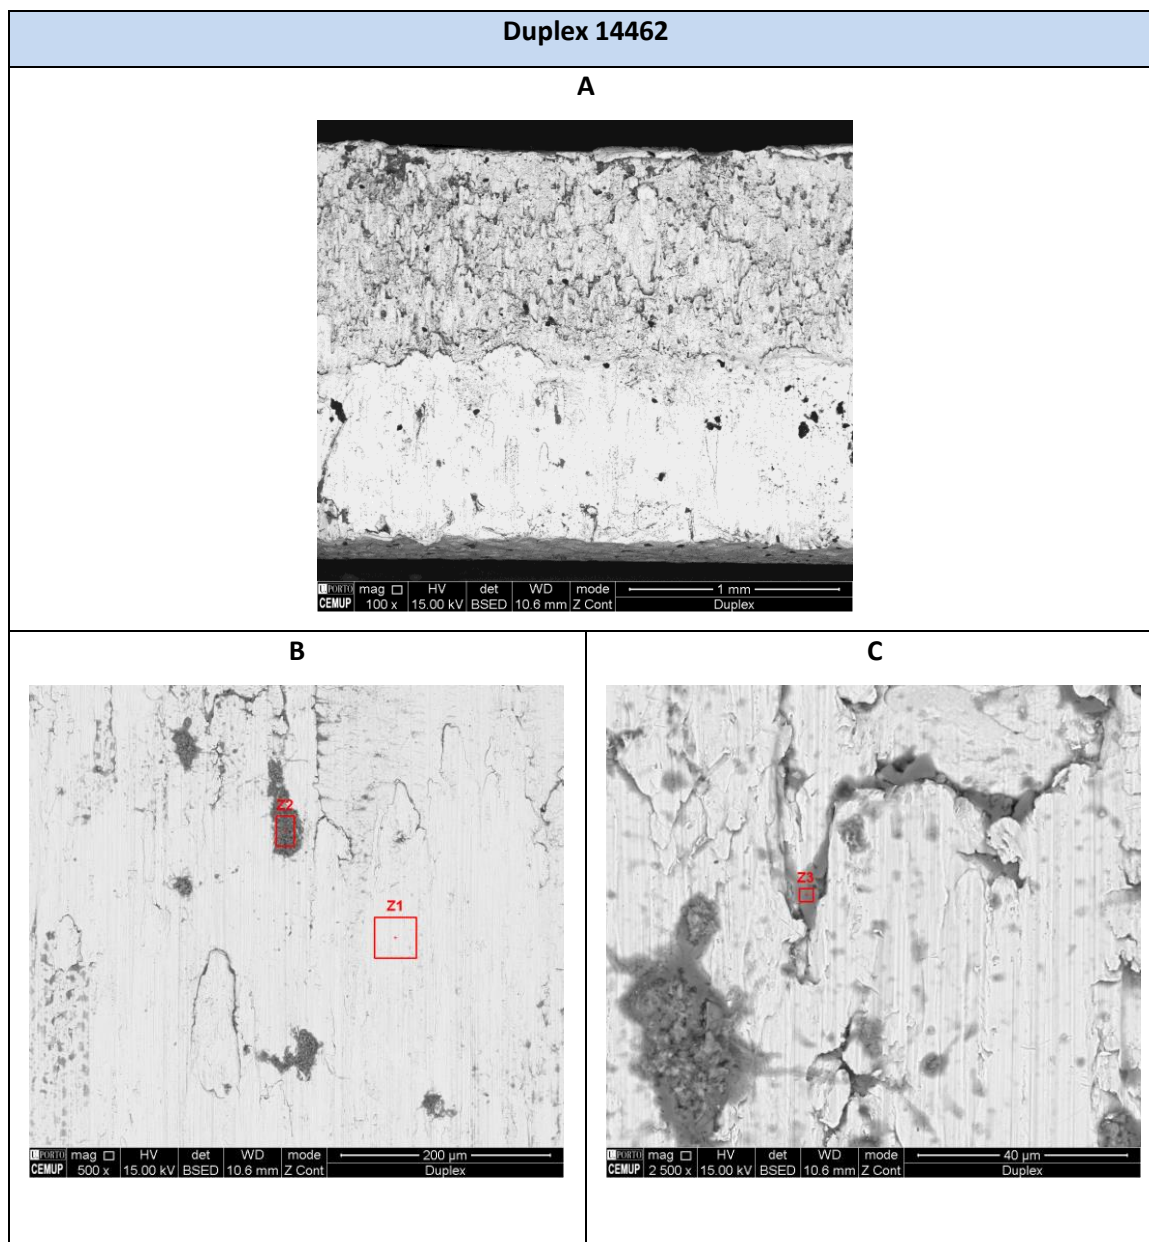 Duplex 14462
A
U.PORTO mag HV det WD mode 1 mm
CEMUP 100 x 15.00 kV BSED 10.6 mm Z Cont Duplex
B
C
Z2
Z1
U.PORTO mag HV det WD mode 200 µm
CEMUP 500 x 15.00 kV BSED 10.6 mm Z Cont Duplex
Z3
U.PORTO mag HV det WD mode 40 µm
CEMUP 2 500 x 15.00 kV BSED 10.6 mm Z Cont Duplex